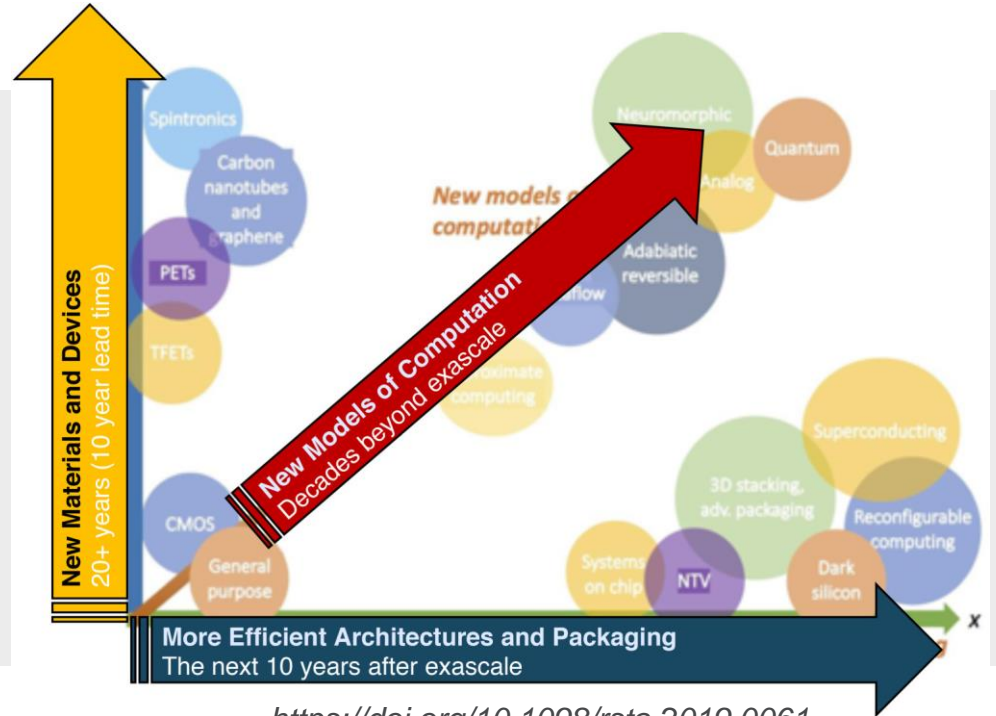 Spintronics
Carbon
nanotubes
and
graphene
PETs
TFETs
CMOS
General
purpose
New Materials and Devices
20+ years (10 year lead time)
Neuromorphic
Quantum
Analog
New models
Adabiatic
reversible
New Models of Computation
Decades beyond exascale
computing
Superconducting
3D stacking,
adv. packaging
Reconfigurable
computing
Systems
on chip
NTV
Dark
silicon
x
More Efficient Architectures and Packaging
The next 10 years after exascale